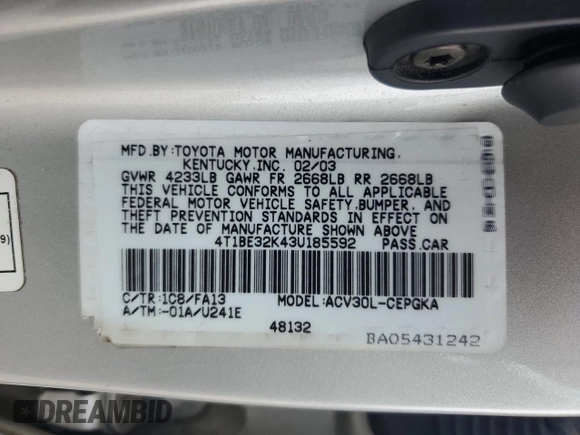 MFD.BY:TOYOTA MOTOR MANUFACTURING.
KENTUCKY.INC. 02/03
GVWR 4233LB GAWR FR 2668LB RR 2668LB
THIS VEHICLE CONFORMS TO ALL APPLICABLE
FEDERAL MOTOR VEHICLE SAFETY,BUMPER, AND
THEFT PREVENTION STANDARDS IN EFFECT ON
THE DATE OF MANUFACTURE SHOWN ABOVE
4T1BE32K43U185592 PASS.CAR
C/TR:1C8/FA13 MODEL:ACV30L-CEPGKA
A/TM:-01A/U241E
48132
BA05431242
9)
DREAMBID